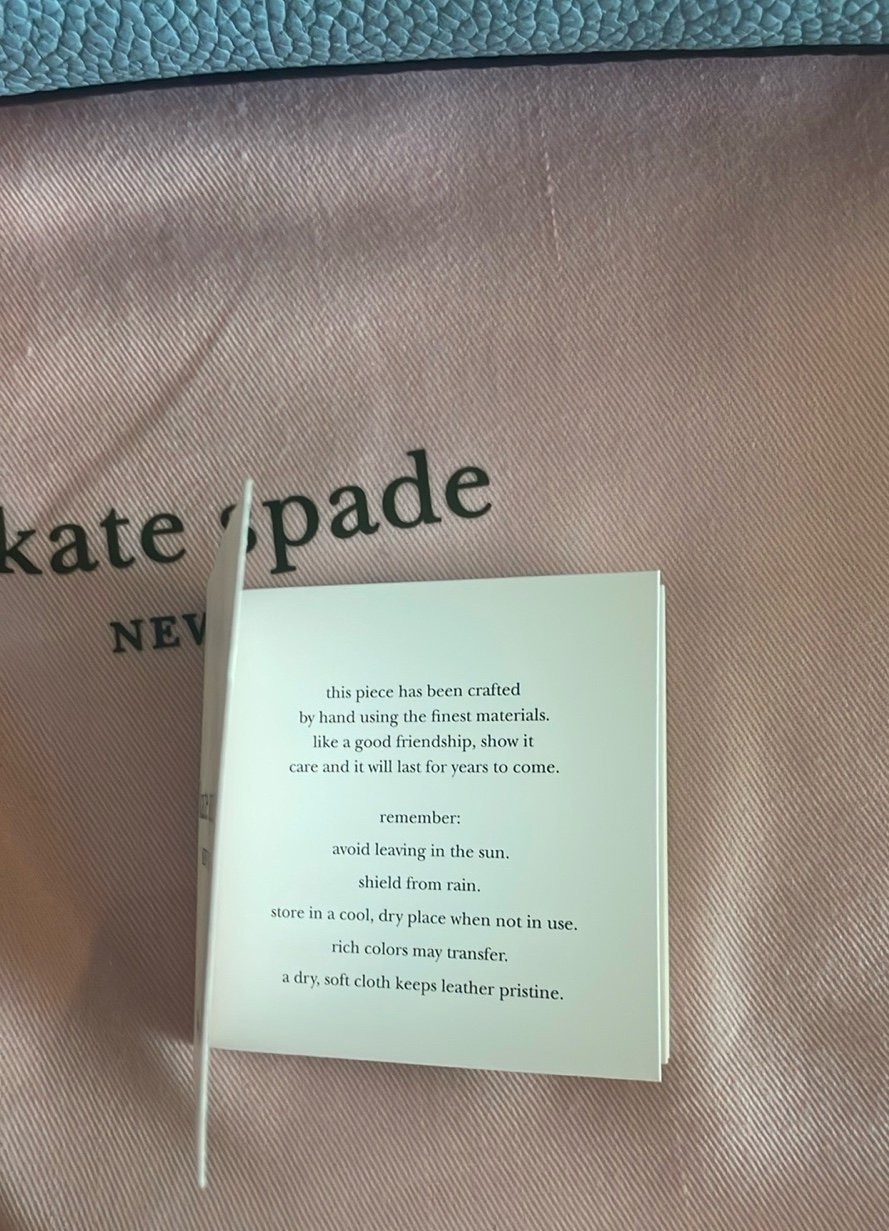 kate spade
NEW
this piece has been crafted
by hand using the finest materials.
like a good friendship, show it
care and it will last for years to come.
remember:
avoid leaving in the sun.
shield from rain.
store in a cool, dry place when not in use.
rich colors may transfer.
a dry, soft cloth keeps leather pristine.